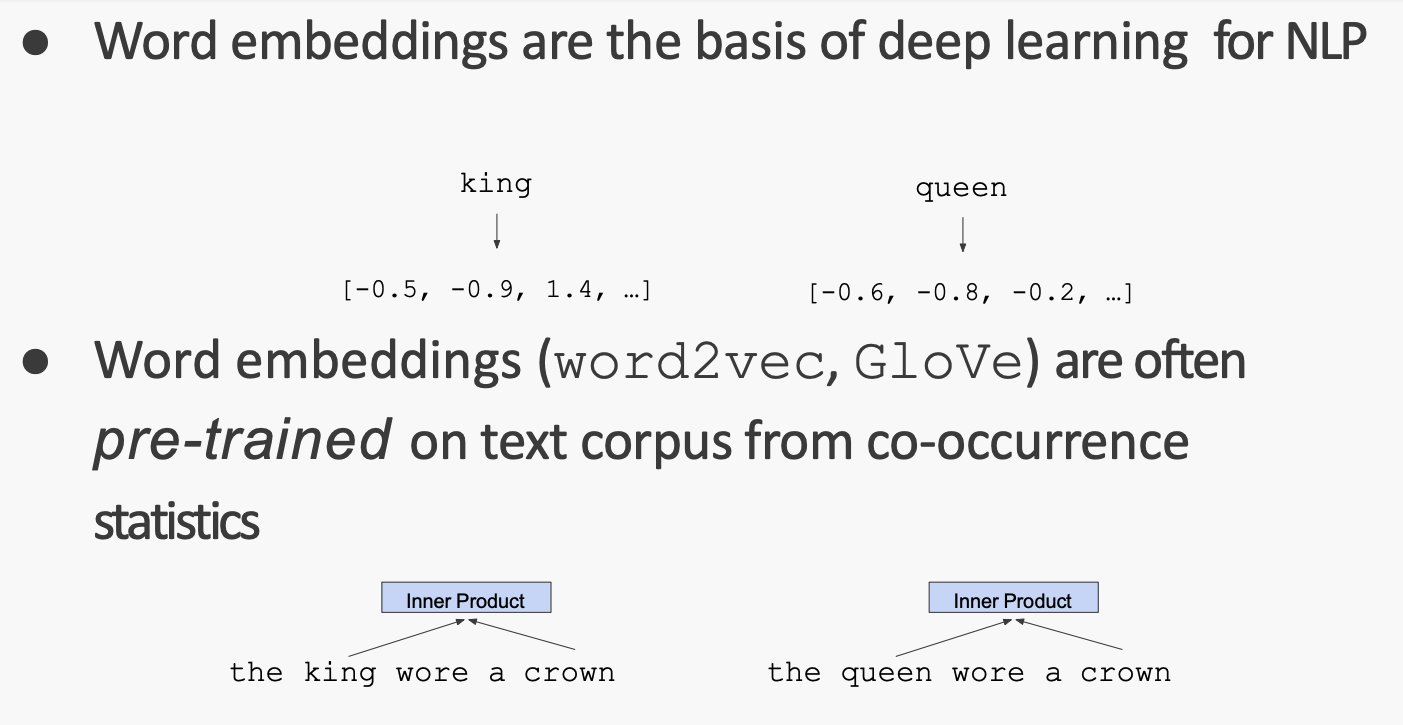 ● Word embeddings are the basis of deep learning for NLP
king queen
[-0.5, -0.9, 1.4, …] [-0.6, -0.8, -0.2, …]
● Word embeddings (word2vec, GloVe) are often
pre-trained on text corpus from co-occurrence
statistics
Inner Product Inner Product
the king wore a crown the queen wore a crown